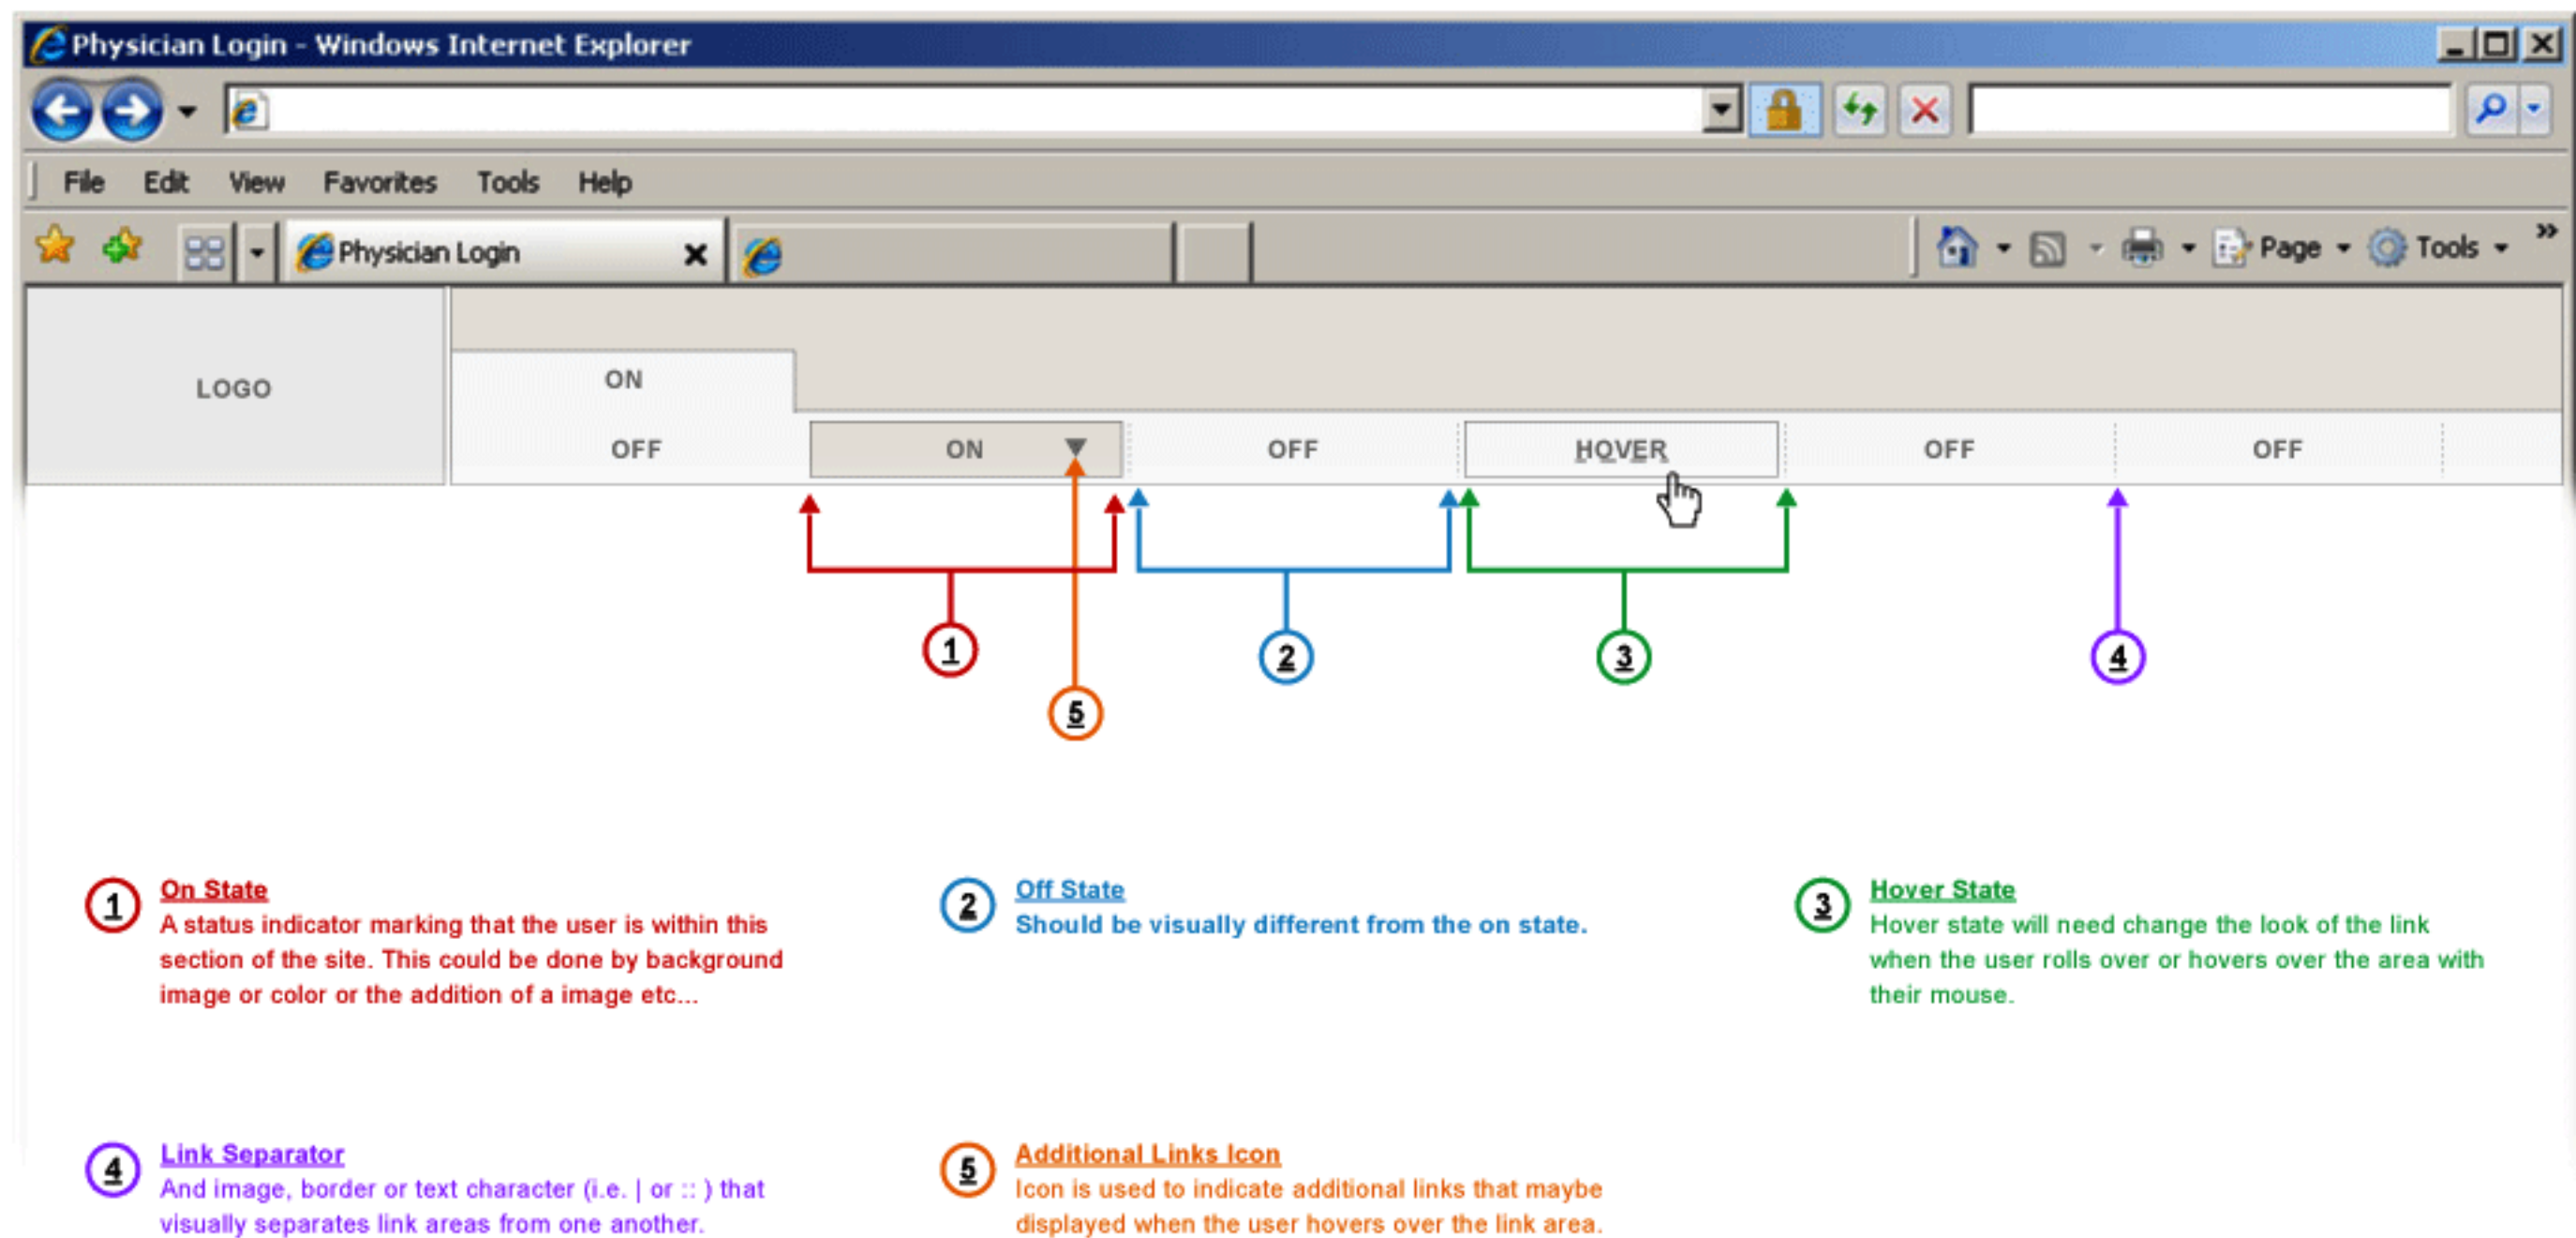 Physician Login - Windows Internet Explorer
File Edit View Favorites Tools Help
Physician Login
Page Tools
LOGO
ON
OFF ON OFF HOVER OFF OFF
1 2 3 4
5
1 On State
A status indicator marking that the user is within this
section of the site. This could be done by background
image or color or the addition of a image etc...
2 Off State
Should be visually different from the on state.
3 Hover State
Hover state will need change the look of the link
when the user rolls over or hovers over the area with
their mouse.
4 Link Separator
And image, border or text character (i.e. | or :: ) that
visually separates link areas from one another.
5 Additional Links Icon
Icon is used to indicate additional links that maybe
displayed when the user hovers over the link area.